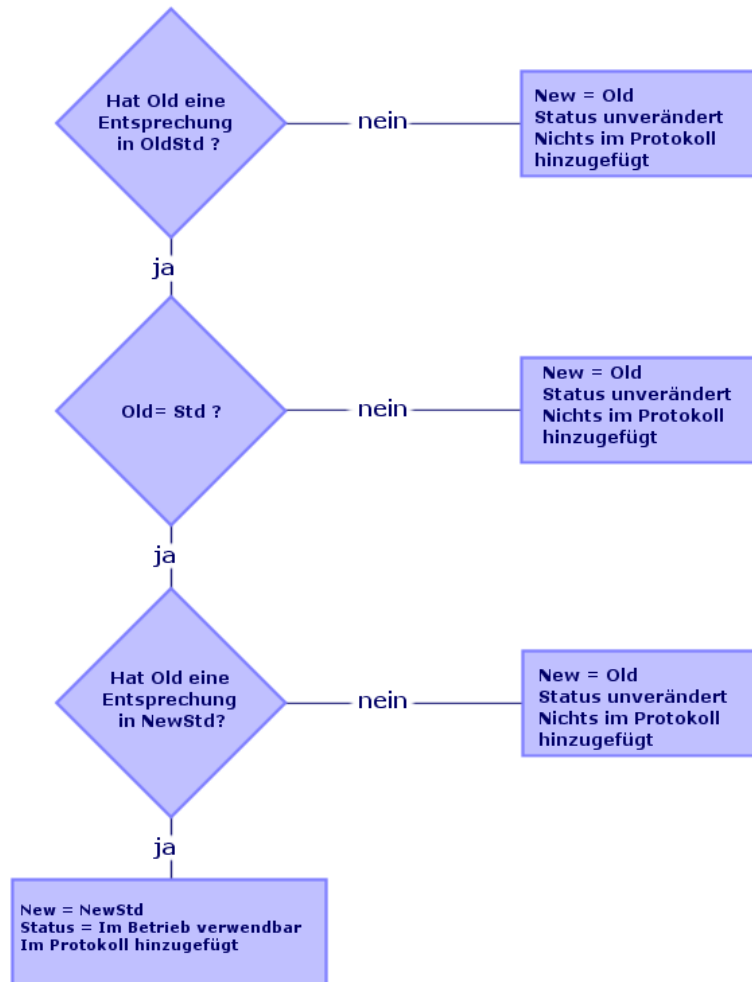 Hat Old eine
Entsprechung
in OldStd ?
nein
New = Old
Status unverändert
Nichts im Protokoll
hinzugefügt
ja
Old= Std ?
nein
New = Old
Status unverändert
Nichts im Protokoll
hinzugefügt
ja
Hat Old eine
Entsprechung
in NewStd?
nein
New = Old
Status unverändert
Nichts im Protokoll
hinzugefügt
ja
New = NewStd
Status = Im Betrieb verwendbar
Im Protokoll hinzugefügt